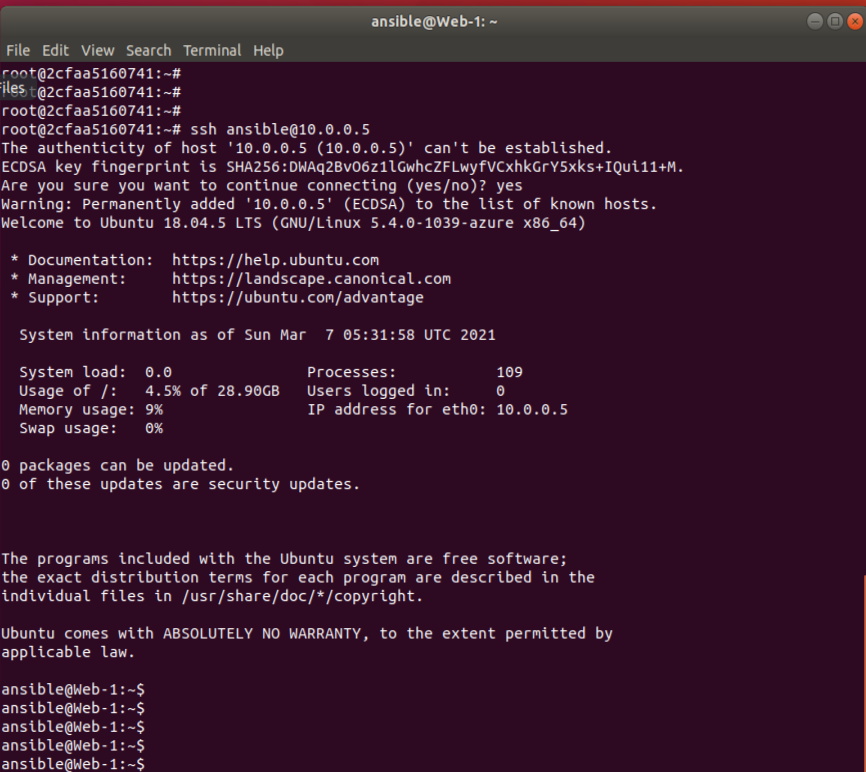 ansible@Web-1: ~
File Edit View Search Terminal Help
root@2cfaa5160741:~#
Files
root@2cfaa5160741:~#
root@2cfaa5160741:~#
root@2cfaa5160741:~# ssh ansible@10.0.0.5
The authenticity of host '10.0.0.5 (10.0.0.5)' can't be established.
ECDSA key fingerprint is SHA256:DWAq2BvO6z1lGwhcZFLwyfVCxhkGrY5xks+IQui11+M.
Are you sure you want to continue connecting (yes/no)? yes
Warning: Permanently added '10.0.0.5' (ECDSA) to the list of known hosts.
Welcome to Ubuntu 18.04.5 LTS (GNU/Linux 5.4.0-1039-azure x86_64)
* Documentation: https://help.ubuntu.com
* Management: https://landscape.canonical.com
* Support: https://ubuntu.com/advantage
System information as of Sun Mar 7 05:31:58 UTC 2021
System load: 0.0 Processes: 109
Usage of /: 4.5% of 28.90GB Users logged in: 0
Memory usage: 9% IP address for eth0: 10.0.0.5
Swap usage: 0%
0 packages can be updated.
0 of these updates are security updates.
The programs included with the Ubuntu system are free software;
the exact distribution terms for each program are described in the
individual files in /usr/share/doc/*/copyright.
Ubuntu comes with ABSOLUTELY NO WARRANTY, to the extent permitted by
applicable law.
ansible@Web-1:~$
ansible@Web-1:~$
ansible@Web-1:~$
ansible@Web-1:~$
ansible@Web-1:~$